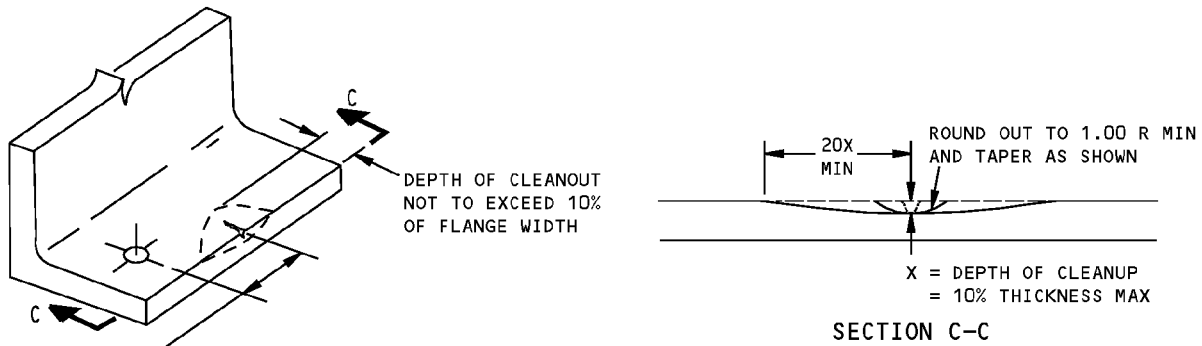 C
DEPTH OF CLEANOUT
NOT TO EXCEED 10%
OF FLANGE WIDTH
C
20X
MIN
ROUND OUT TO 1.00 R MIN
AND TAPER AS SHOWN
X = DEPTH OF CLEANUP
= 10% THICKNESS MAX
SECTION C-C